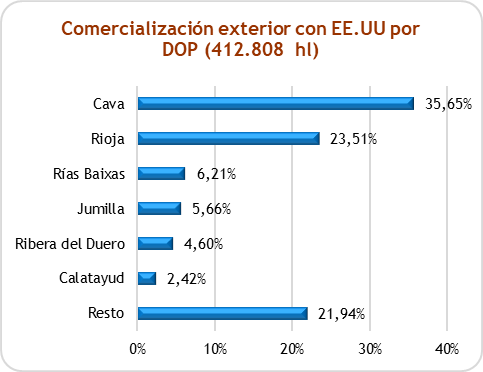 Comercialización exterior con EE.UU por
DOP (412.808 hl)
Cava 35,65%
Rioja 23,51%
Rías Baixas 6,21%
Jumilla 5,66%
Ribera del Duero 4,60%
Calatayud 2,42%
Resto 21,94%
0% 10% 20% 30% 40%